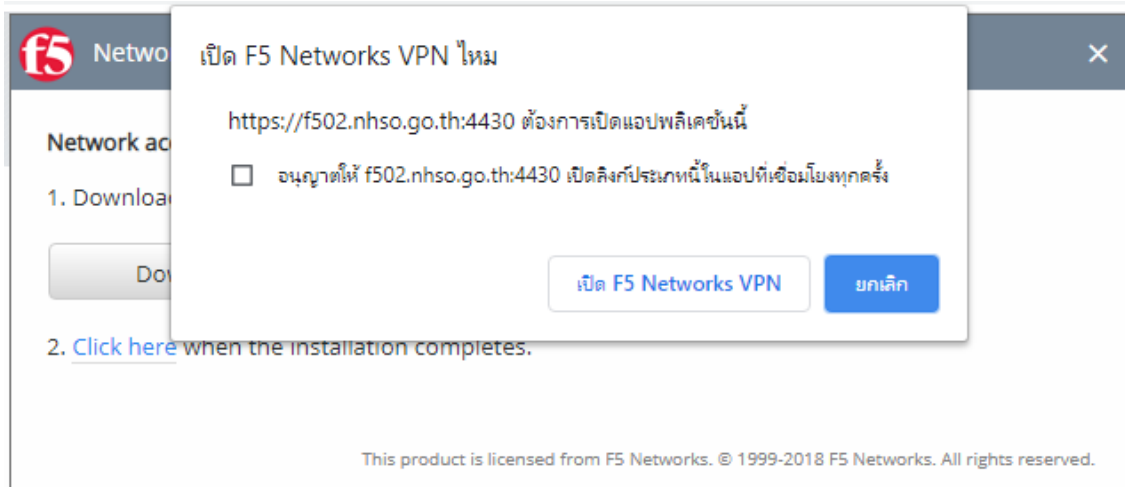 f5
Netwo
×
เปิด F5 Networks VPN ไหม
https://f502.nhso.go.th:4430 ต้องการเปิดแอปพลิเคชันนี้
อนุญาตให้ f502.nhso.go.th:4430 เปิดลิงก์ประเภทนี้ในแอปที่เชื่อมโยงทุกครั้ง
เปิด F5 Networks VPN
ยกเลิก
Network ac
1. Downloa
Dov
2. Click here when the installation completes.
This product is licensed from F5 Networks. © 1999-2018 F5 Networks. All rights reserved.